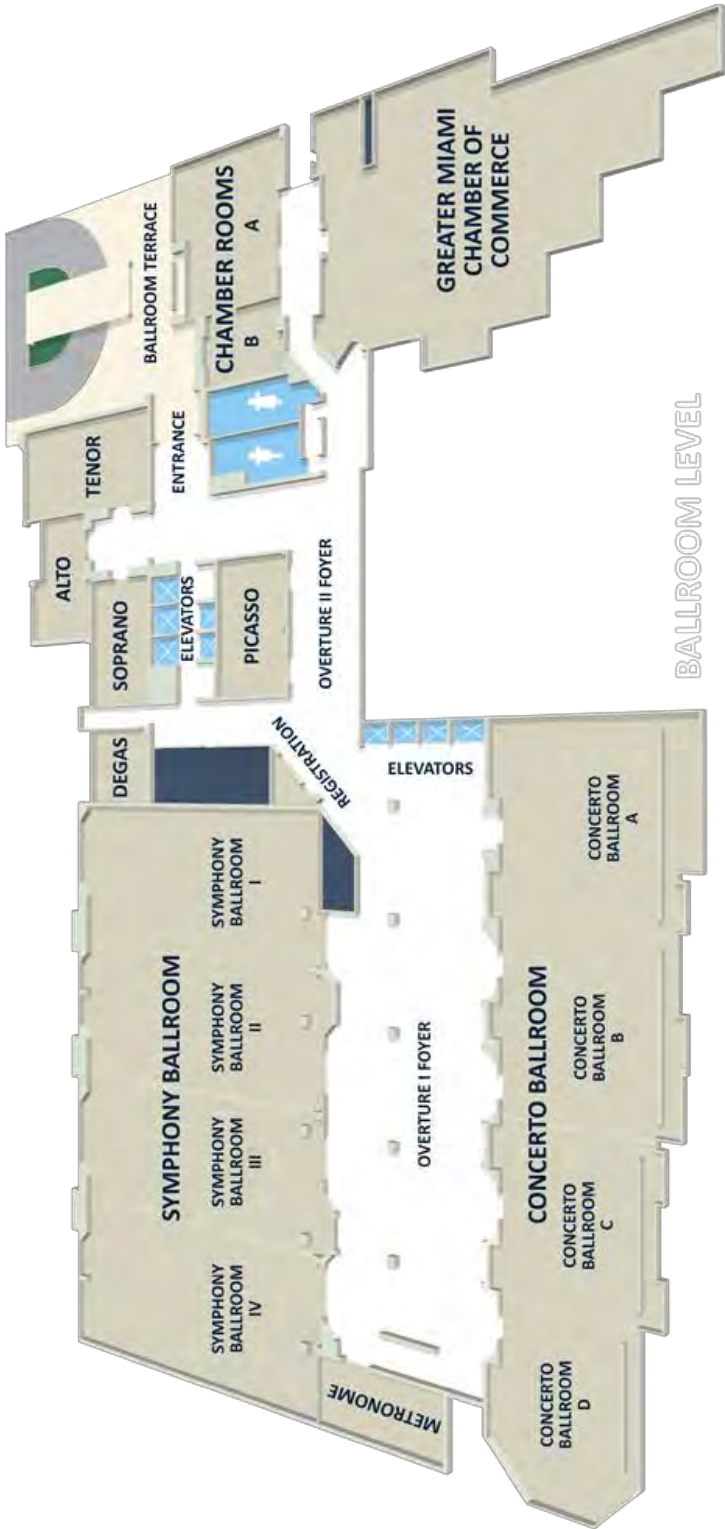 BALLROOM TERRACE
CHAMBER ROOMS
A
B
GREATER MIAMI
CHAMBER OF
COMMERCE
TENOR
ENTRANCE
ALTO
SOPRANO
ELEVATORS
PICASSO
OVERTURE II FOYER
DEGAS
REGISTRATION
ELEVATORS
BALLROOM LEVEL
SYMPHONY BALLROOM
SYMPHONY
BALLROOM
I
SYMPHONY
BALLROOM
II
SYMPHONY
BALLROOM
III
SYMPHONY
BALLROOM
IV
OVERTURE I FOYER
METRONOME
CONCERTO BALLROOM
CONCERTO
BALLROOM
A
CONCERTO
BALLROOM
B
CONCERTO
BALLROOM
C
CONCERTO
BALLROOM
D